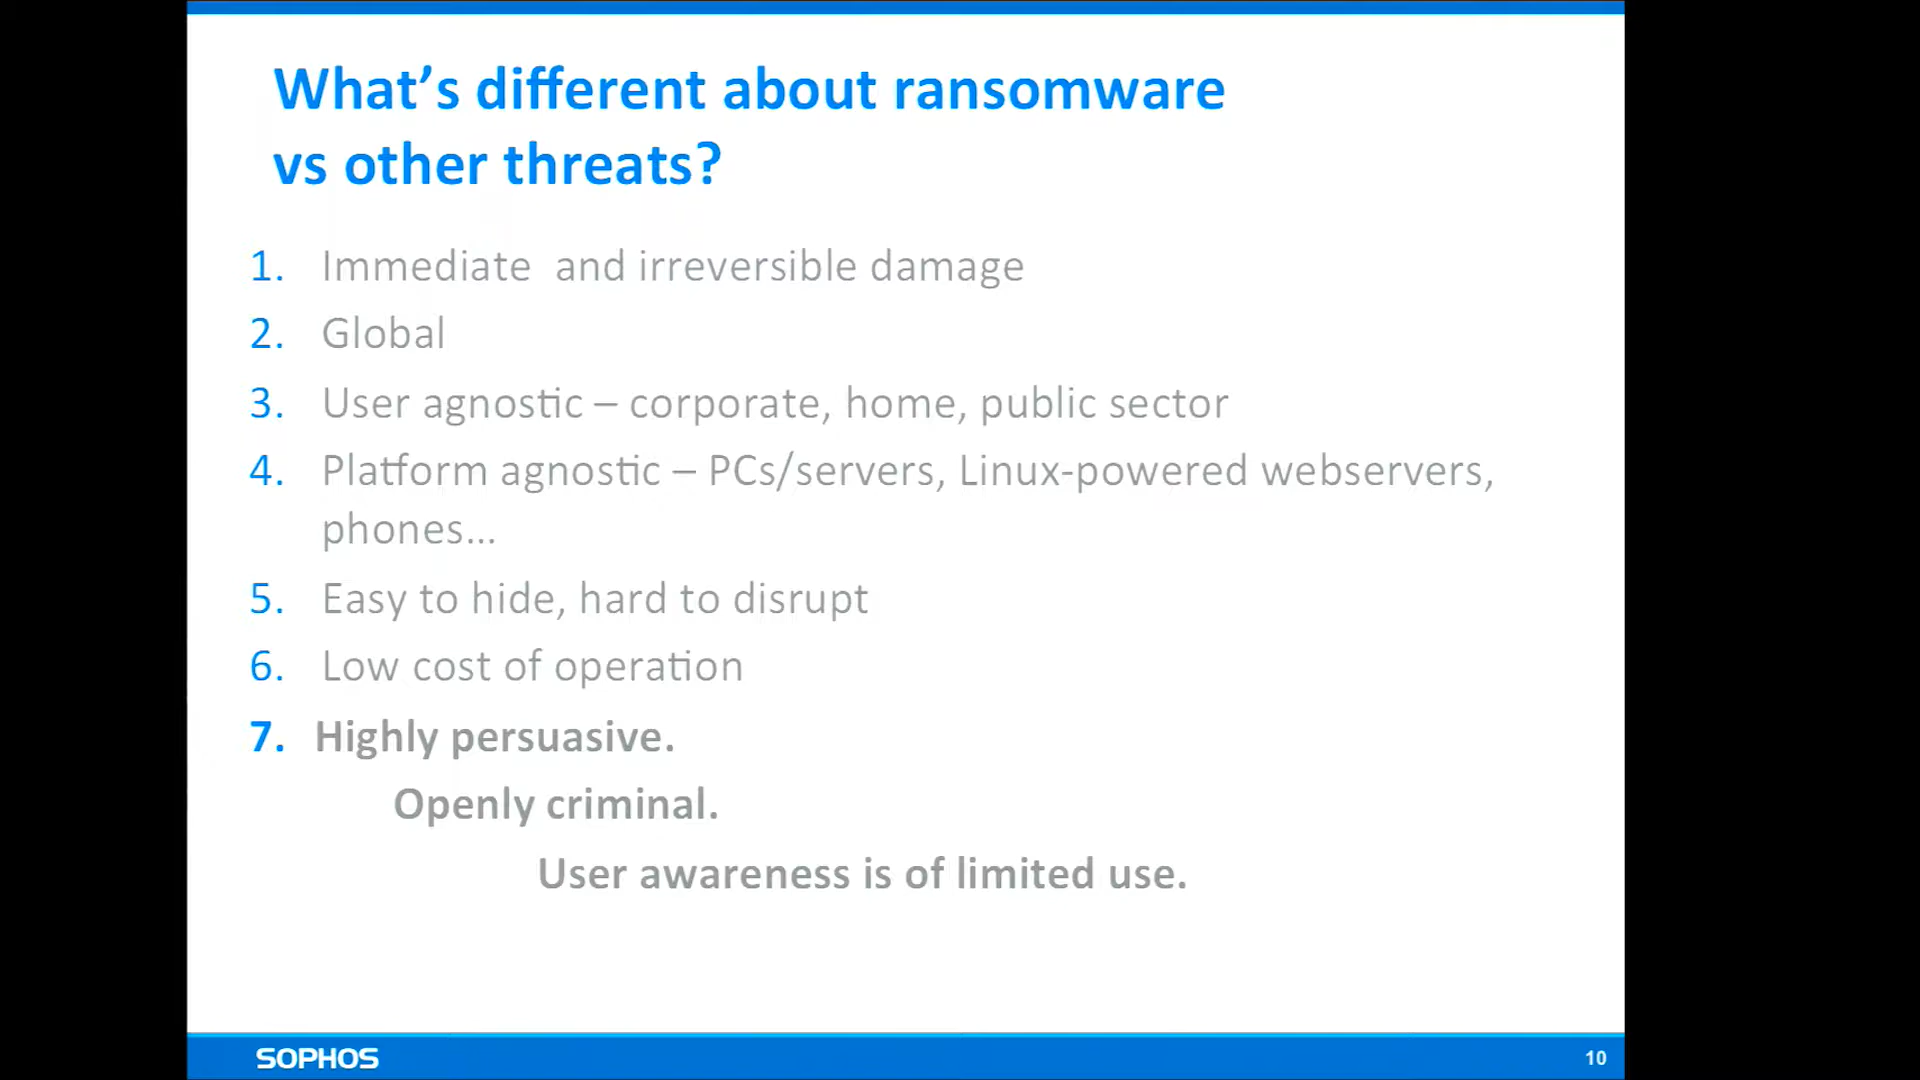 What’s different about ransomware
vs other threats?
1. Immediate  and irreversible damage
2. Global
3. User agnostic – corporate, home, public sector
4. Platform agnostic – PCs/servers, Linux-powered webservers,
phones...
5. Easy to hide, hard to disrupt
6. Low cost of operation
7. Highly persuasive.
Openly criminal.
User awareness is of limited use.
SOPHOS
10